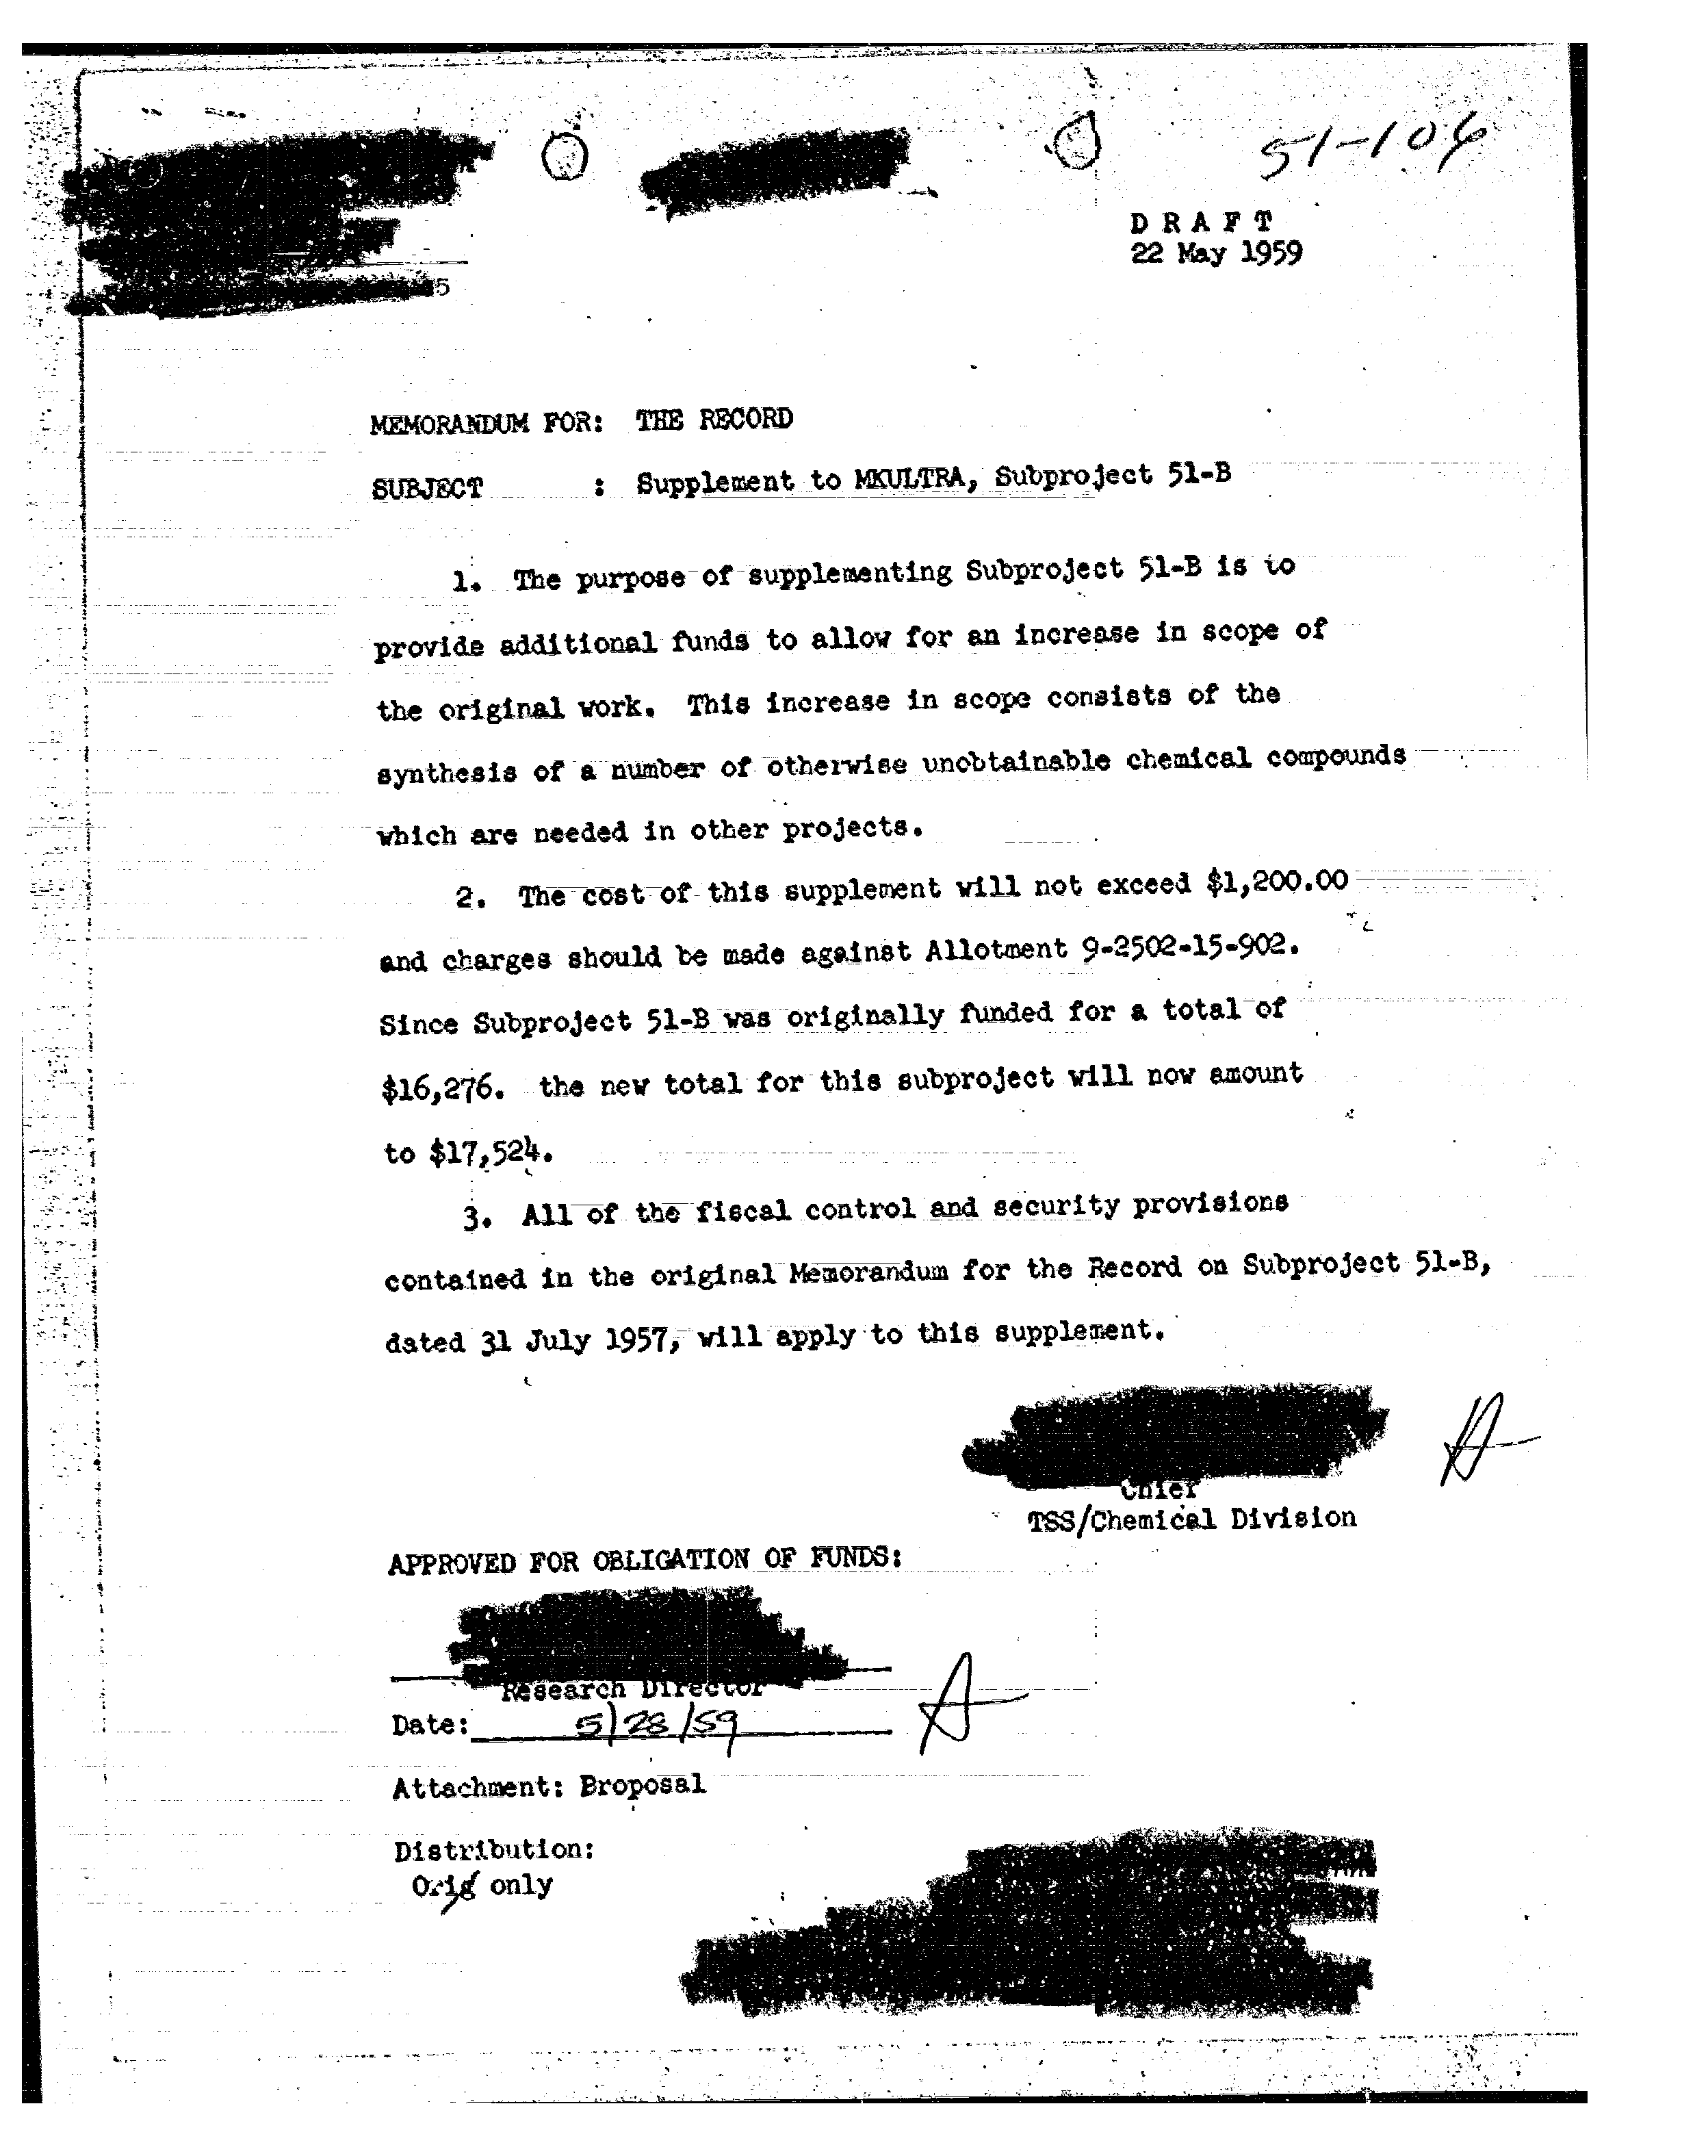 51-106
D R A F T
22 May 1959
5
MEMORANDUM FOR: THE RECORD
SUBJECT : Supplement to MKULTRA, Subproject 51-B
1. The purpose of supplementing Subproject 51-B is to
provide additional funds to allow for an increase in scope of
the original work. This increase in scope consists of the
synthesis of a number of otherwise unobtainable chemical compounds
which are needed in other projects.
2. The cost of this supplement will not exceed $1,200.00
and charges should be made against Allotment 9-2502-15-902.
Since Subproject 51-B was originally funded for a total of
$16,276. the new total for this subproject will now amount
to $17,524.
3. All of the fiscal control and security provisions
contained in the original Memorandum for the Record on Subproject 51-B,
dated 31 July 1957, will apply to this supplement.
Chief
TSS/Chemical Division
A
APPROVED FOR OBLIGATION OF FUNDS:
Research Director
Date: 5/28/59
A
Attachment: Proposal
Distribution:
Orig only